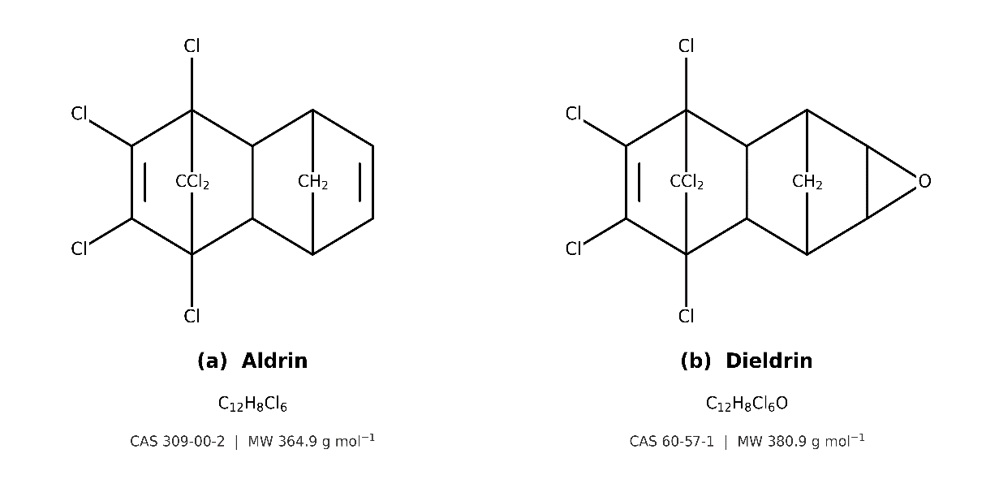 Cl
Cl
CCl₂
CH₂
Cl
Cl
(a) Aldrin
C₁₂H₈Cl₆
CAS 309-00-2 | MW 364.9 g mol⁻¹
Cl
Cl
CCl₂
CH₂
O
Cl
Cl
(b) Dieldrin
C₁₂H₈Cl₆O
CAS 60-57-1 | MW 380.9 g mol⁻¹